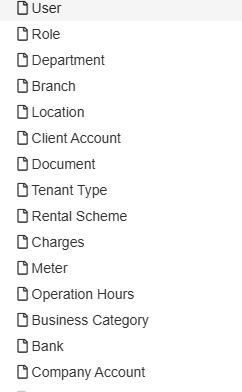 User
Role
Department
Branch
Location
Client Account
Document
Tenant Type
Rental Scheme
Charges
Meter
Operation Hours
Business Category
Bank
Company Account